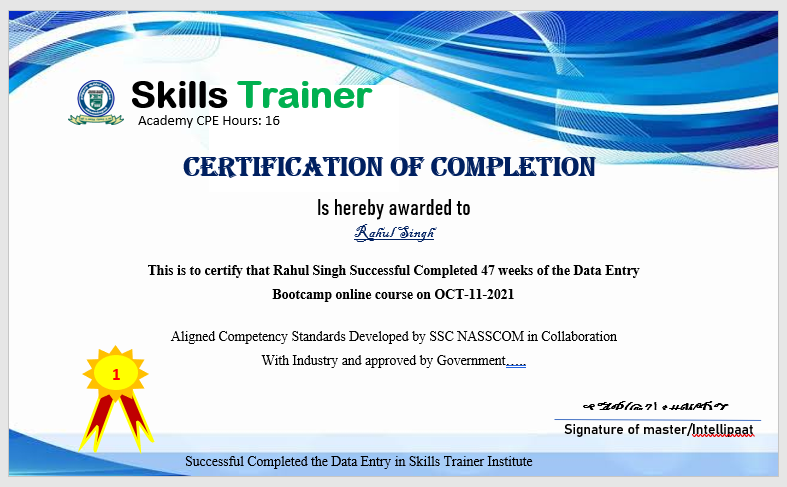 Skills Trainer
Academy CPE Hours: 16
CERTIFICATION OF COMPLETION
Is hereby awarded to
Rahul Singh
This is to certify that Rahul Singh Successful Completed 47 weeks of the Data Entry
Bootcamp online course on OCT-11-2021
Aligned Competency Standards Developed by SSC NASSCOM in Collaboration
With Industry and approved by Government…..
1
Signature of master/Intellipaat
Successful Completed the Data Entry in Skills Trainer Institute